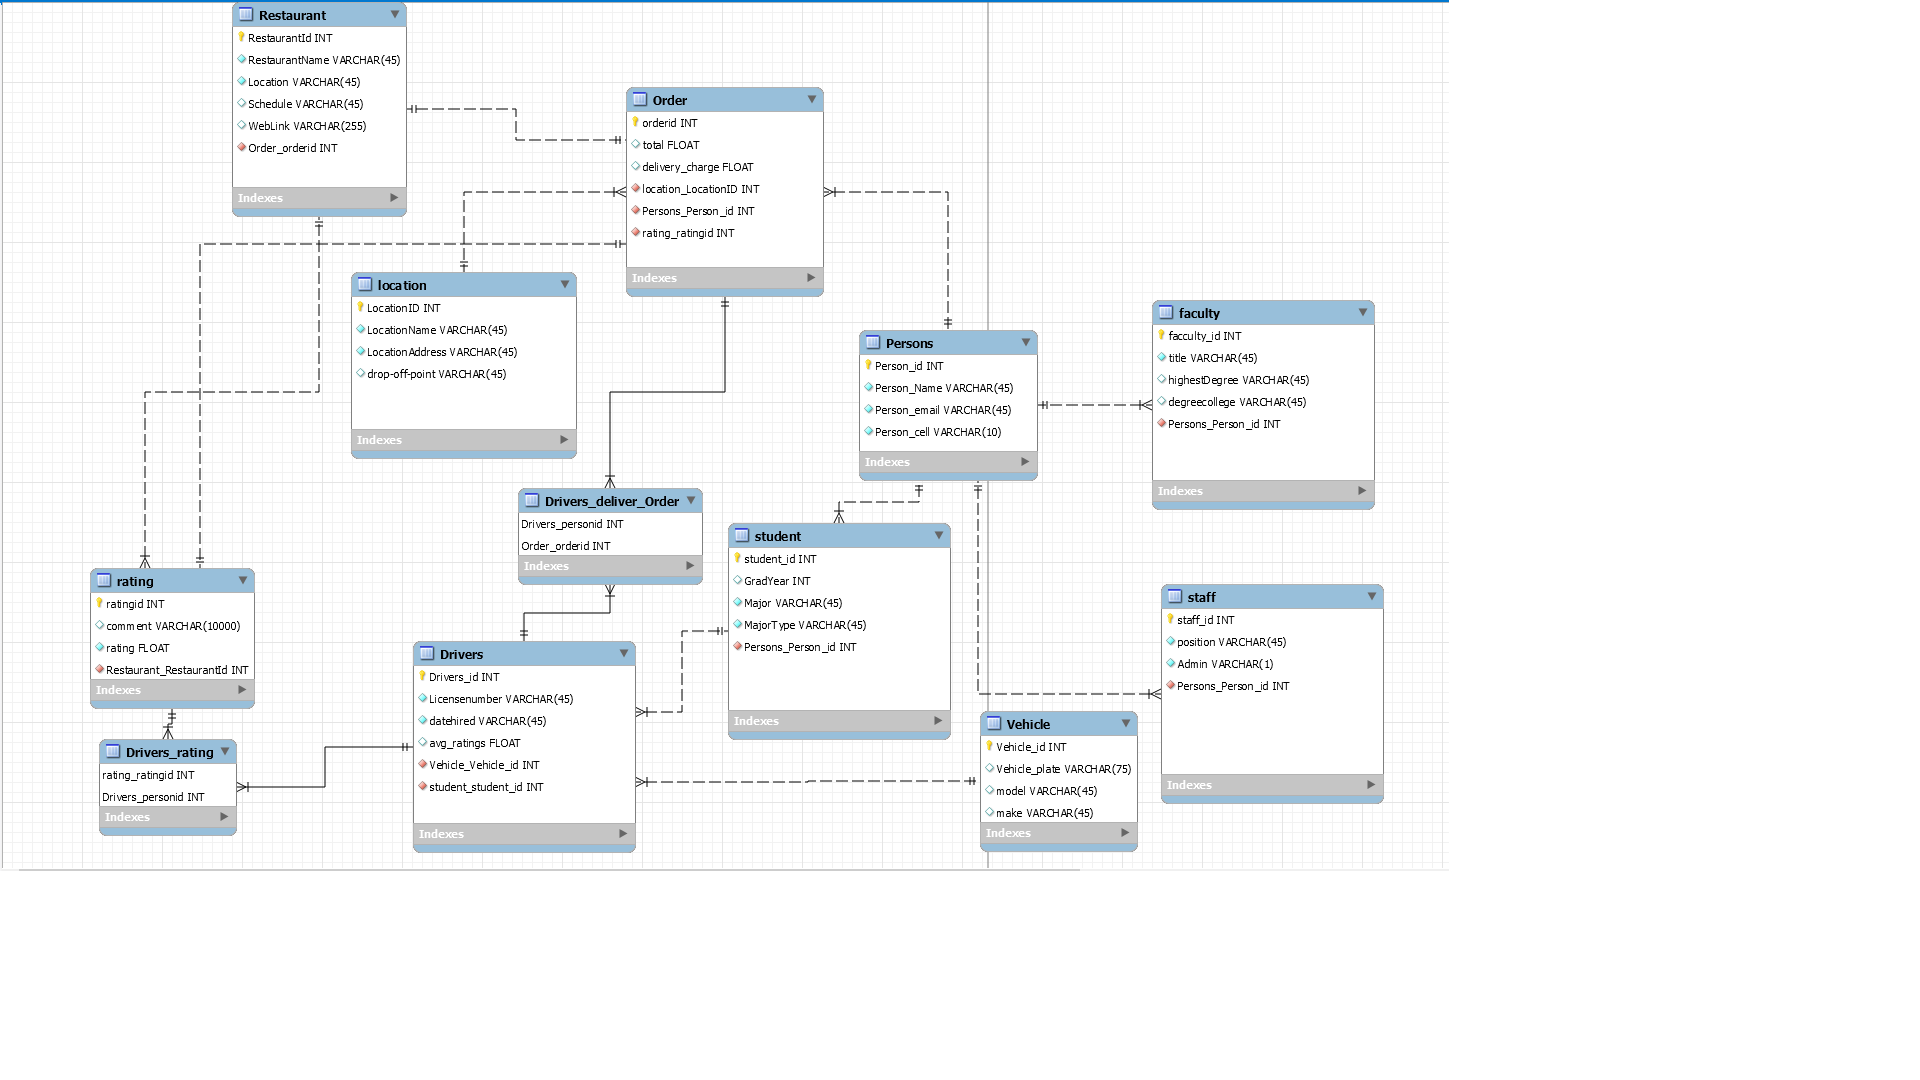 Restaurant
RestaurantId INT
RestaurantName VARCHAR(45)
Location VARCHAR(45)
Schedule VARCHAR(45)
WebLink VARCHAR(255)
Order_orderid INT
Indexes
Order
orderid INT
total FLOAT
delivery_charge FLOAT
location_LocationID INT
Persons_Person_id INT
rating_ratingid INT
Indexes
location
LocationID INT
LocationName VARCHAR(45)
LocationAddress VARCHAR(45)
drop-off-point VARCHAR(45)
Indexes
Persons
Person_id INT
Person_Name VARCHAR(45)
Person_email VARCHAR(45)
Person_cell VARCHAR(10)
Indexes
faculty
facculty_id INT
title VARCHAR(45)
highestDegree VARCHAR(45)
degreecollege VARCHAR(45)
Persons_Person_id INT
Indexes
Drivers_deliver_Order
Drivers_personid INT
Order_orderid INT
Indexes
student
student_id INT
GradYear INT
Major VARCHAR(45)
MajorType VARCHAR(45)
Persons_Person_id INT
Indexes
rating
ratingid INT
comment VARCHAR(10000)
rating FLOAT
Restaurant_RestaurantId INT
Indexes
staff
staff_id INT
position VARCHAR(45)
Admin VARCHAR(1)
Persons_Person_id INT
Indexes
Drivers
Drivers_id INT
Licensenumber VARCHAR(45)
datehired VARCHAR(45)
avg_ratings FLOAT
Vehicle_Vehicle_id INT
student_student_id INT
Indexes
Vehicle
Vehicle_id INT
Vehicle_plate VARCHAR(75)
model VARCHAR(45)
make VARCHAR(45)
Indexes
Drivers_rating
rating_ratingid INT
Drivers_personid INT
Indexes